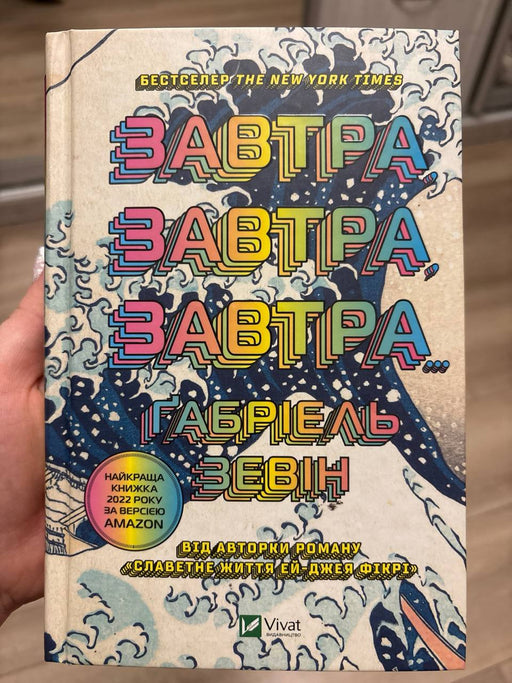 БЕСТСЕЛЕР THE NEW YORK TIMES
ЗАВТРА,
ЗАВТРА,
ЗАВТРА...
ҐАБРІЕЛЬ
ЗЕВІН
НАЙКРАЩА
КНИЖКА
2022 РОКУ
ЗА ВЕРСІЄЮ
AMAZON
ВІД АВТОРКИ РОМАНУ
«СЛАВЕТНЕ ЖИТТЯ ЕЙ-ДЖЕЯ ФІКРІ»
Vivat
ВИДАВНИЦТВО